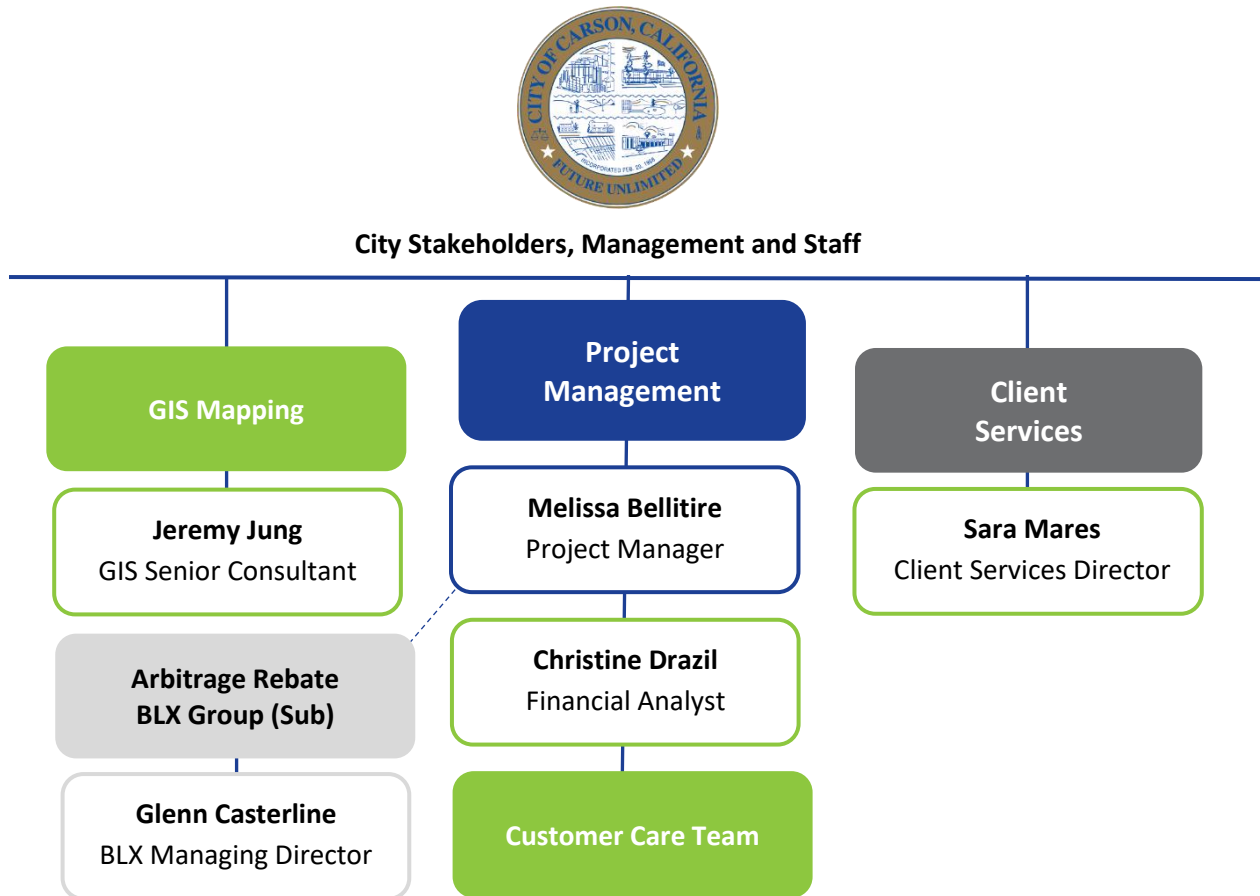 CITY OF CARSON, CALIFORNIA
INCORPORATED FEB. 20, 1968
FUTURE UNLIMITED
City Stakeholders, Management and Staff
GIS Mapping
Project
Management
Client
Services
Jeremy Jung
GIS Senior Consultant
Melissa Bellitire
Project Manager
Sara Mares
Client Services Director
Arbitrage Rebate
BLX Group (Sub)
Christine Drazil
Financial Analyst
Glenn Casterline
BLX Managing Director
Customer Care Team